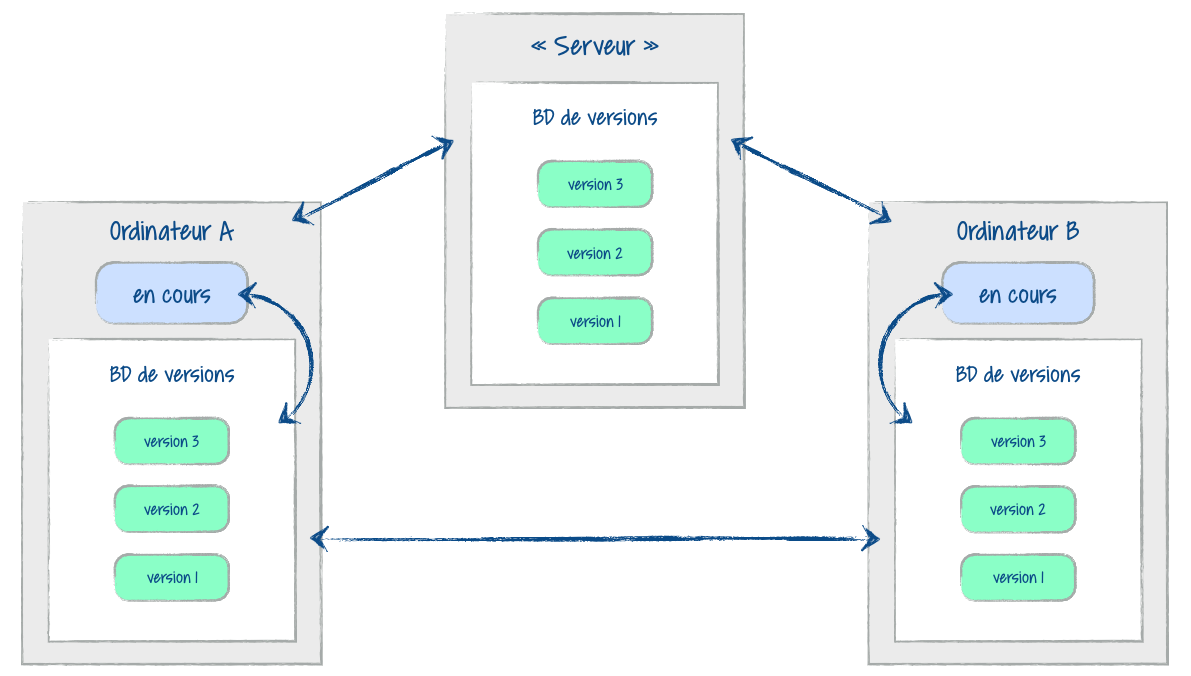 « Serveur »
BD de versions
version 3
version 2
version 1
Ordinateur A
en cours
BD de versions
version 3
version 2
version 1
Ordinateur B
en cours
BD de versions
version 3
version 2
version 1